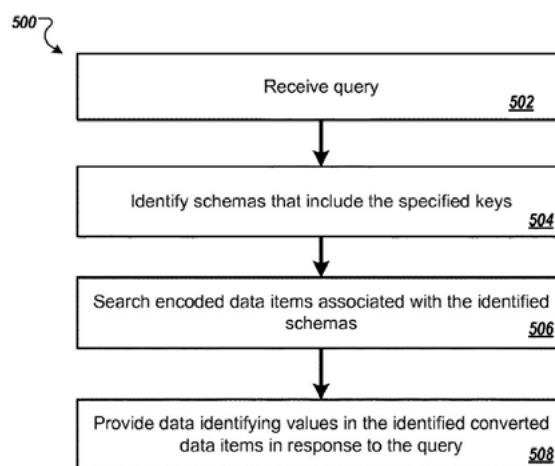 500
Receive query
502
Identify schemas that include the specified keys
504
Search encoded data items associated with the identified
schemas
506
Provide data identifying values in the identified converted
data items in response to the query
508